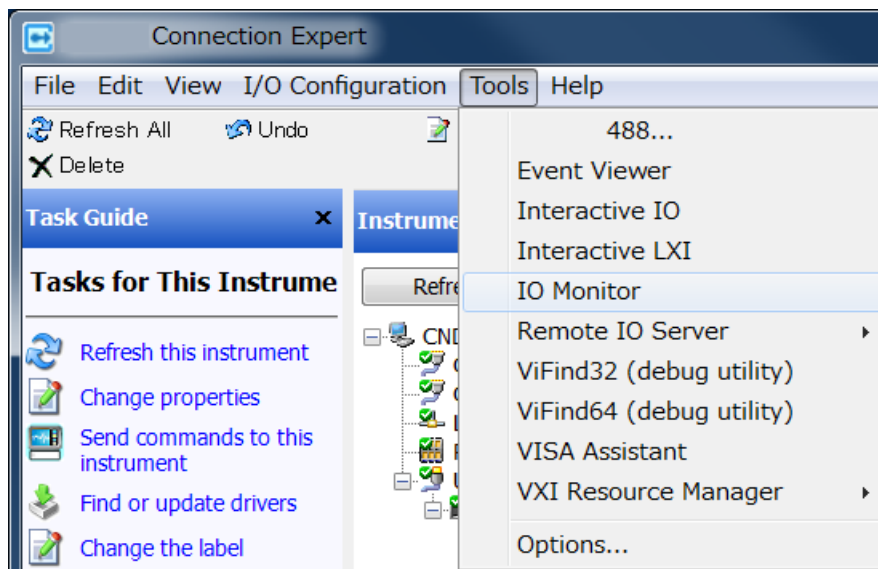 Connection Expert
File Edit View I/O Configuration Tools Help
Refresh All Undo
Delete
488...
Event Viewer
Interactive IO
Interactive LXI
IO Monitor
Remote IO Server
ViFind32 (debug utility)
ViFind64 (debug utility)
VISA Assistant
VXI Resource Manager
Options...
Task Guide
Tasks for This Instrume
Refresh this instrument
Change properties
Send commands to this
instrument
Find or update drivers
Change the label
Instrume
Refre
CND